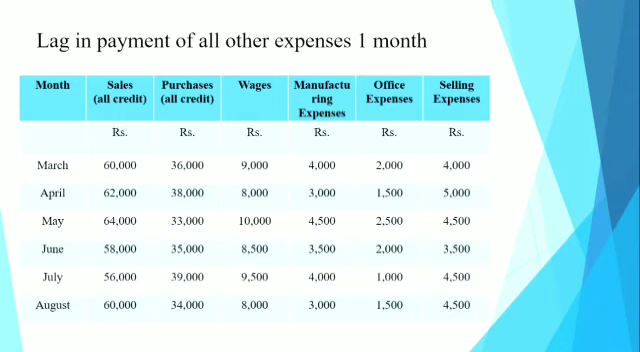 Lag in payment of all other expenses 1 month
Month Sales (all credit) Purchases (all credit) Wages Manufactu ring Expenses Office Expenses Selling Expenses
Rs. Rs. Rs. Rs. Rs. Rs.
March 60,000 36,000 9,000 4,000 2,000 4,000
April 62,000 38,000 8,000 3,000 1,500 5,000
May 64,000 33,000 10,000 4,500 2,500 4,500
June 58,000 35,000 8,500 3,500 2,000 3,500
July 56,000 39,000 9,500 4,000 1,000 4,500
August 60,000 34,000 8,000 3,000 1,500 4,500